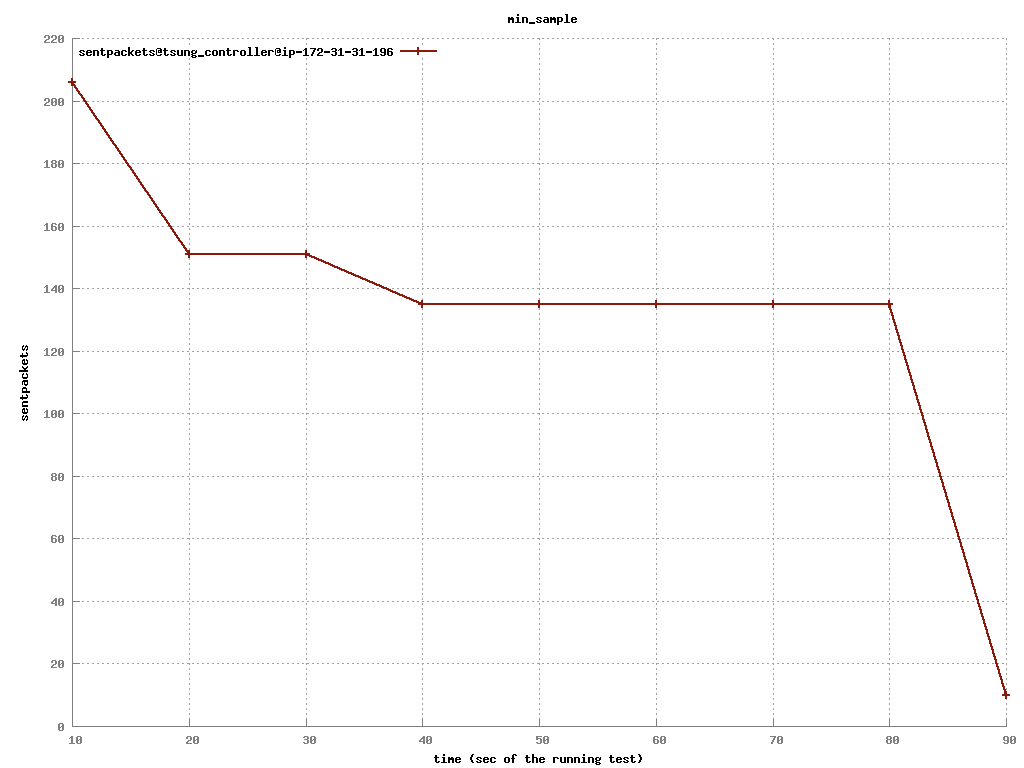 min_sample
220
sentpackets@tsung_controller@ip-172-31-31-196
200
180
160
140
120
sentpackets
100
80
60
40
20
0
10 20 30 40 50 60 70 80 90
time (sec of the running test)